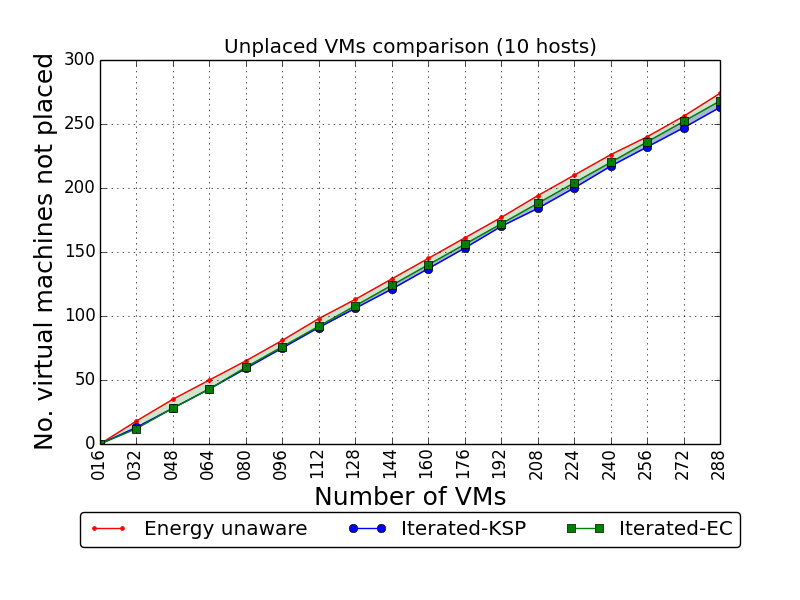 Unplaced VMs comparison (10 hosts)
No. virtual machines not placed
300
250
200
150
100
50
0
016 032 048 064 080 096 112 128 144 160 176 192 208 224 240 256 272 288
Number of VMs
Energy unaware Iterated-KSP Iterated-EC